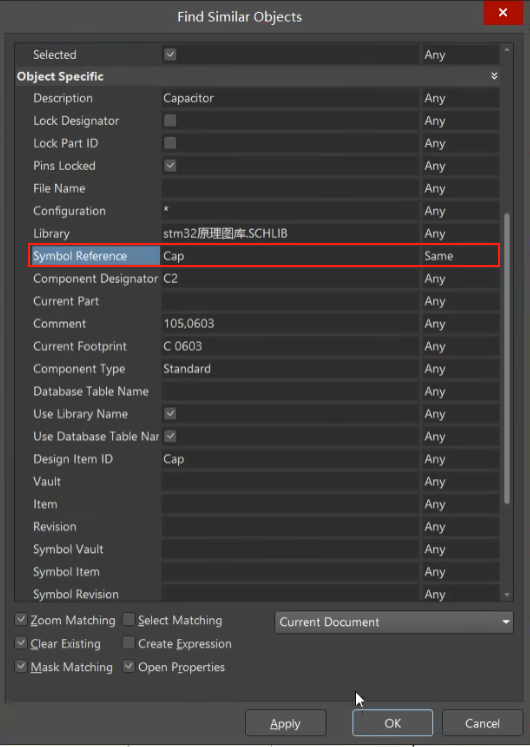 Find Similar Objects
Selected Any
Object Specific
Description Capacitor Any
Lock Designator Any
Lock Part ID Any
Pins Locked Any
File Name Any
Configuration * Any
Library stm32原理图库.SCHLIB Any
Symbol Reference Cap Same
Component Designator C2 Any
Current Part Any
Comment 105,0603 Any
Current Footprint C 0603 Any
Component Type Standard Any
Database Table Name Any
Use Library Name Any
Use Database Table Nar Any
Design Item ID Cap Any
Vault Any
Item Any
Revision Any
Symbol Vault Any
Symbol Item Any
Symbol Revision Any
Zoom Matching Select Matching Current Document
Clear Existing Create Expression
Mask Matching Open Properties
Apply OK Cancel